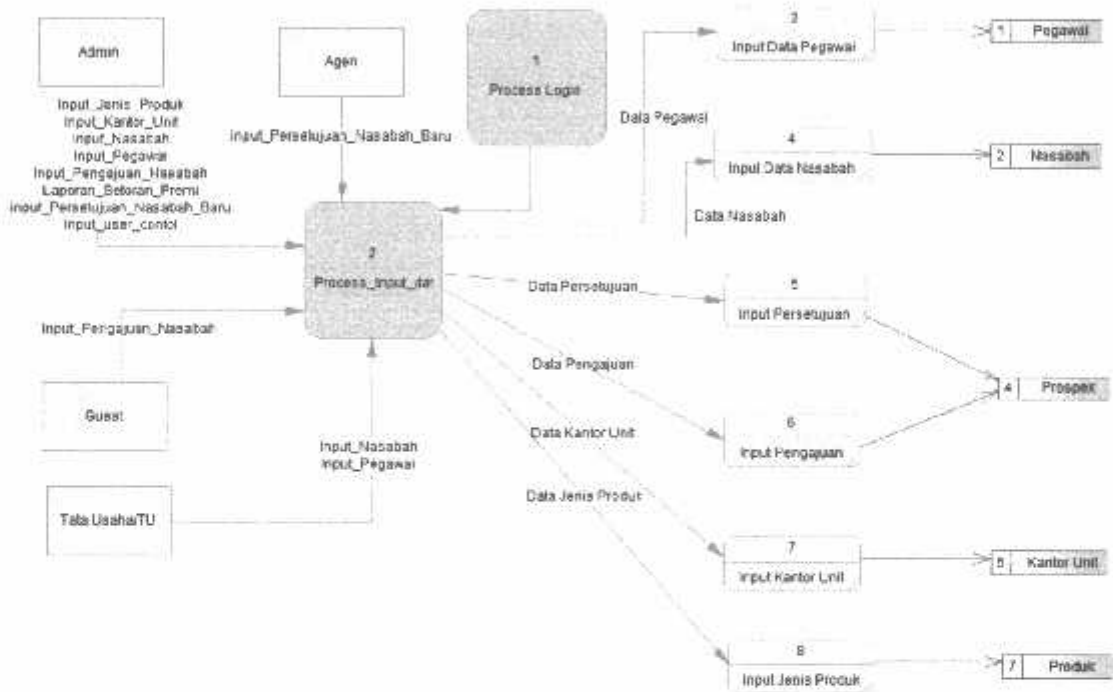 Admin
Input_Jenis_Produk
Input_Kantor_Unit
Input_Nasabah
Input_Pegawai
Input_Pengajuan_Nasabah
Laporan_Setoran_Premi
Input_Persetujuan_Nasabah_Baru
Input_user_contol
Agen
Input_Persetujuan_Nasabah_Baru
1
Process Login
2
Process_Input_dat
Input_Pengajuan_Nasabah
Guest
Input_Nasabah
Input_Pegawai
Tata Usaha/TU
Data Pegawai
Data Nasabah
Data Persetujuan
Data Pengajuan
Data Kantor Unit
Data Jenis Produk
Input Data Pegawai
1 Pegawai
4
Input Data Nasabah
2 Nasabah
5
Input Persetujuan
4 Prospek
6
Input Pengajuan
7
Input Kantor Unit
Kantor Unit
8
Input Jenis Produk
7 Produk